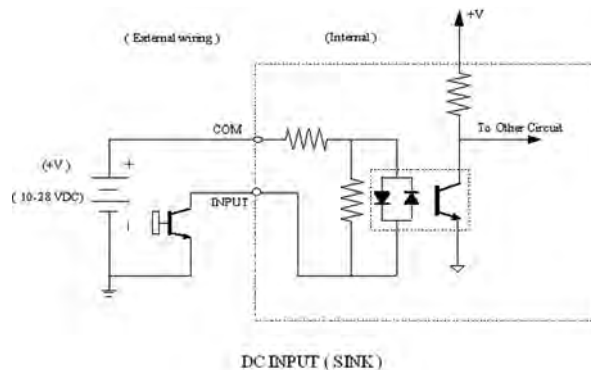 +V
( External wiring)
(Internal )
COM
To Other Circuit
(+V)
+
( 10-28 VDC)
INPUT
−
DC INPUT ( SINK )